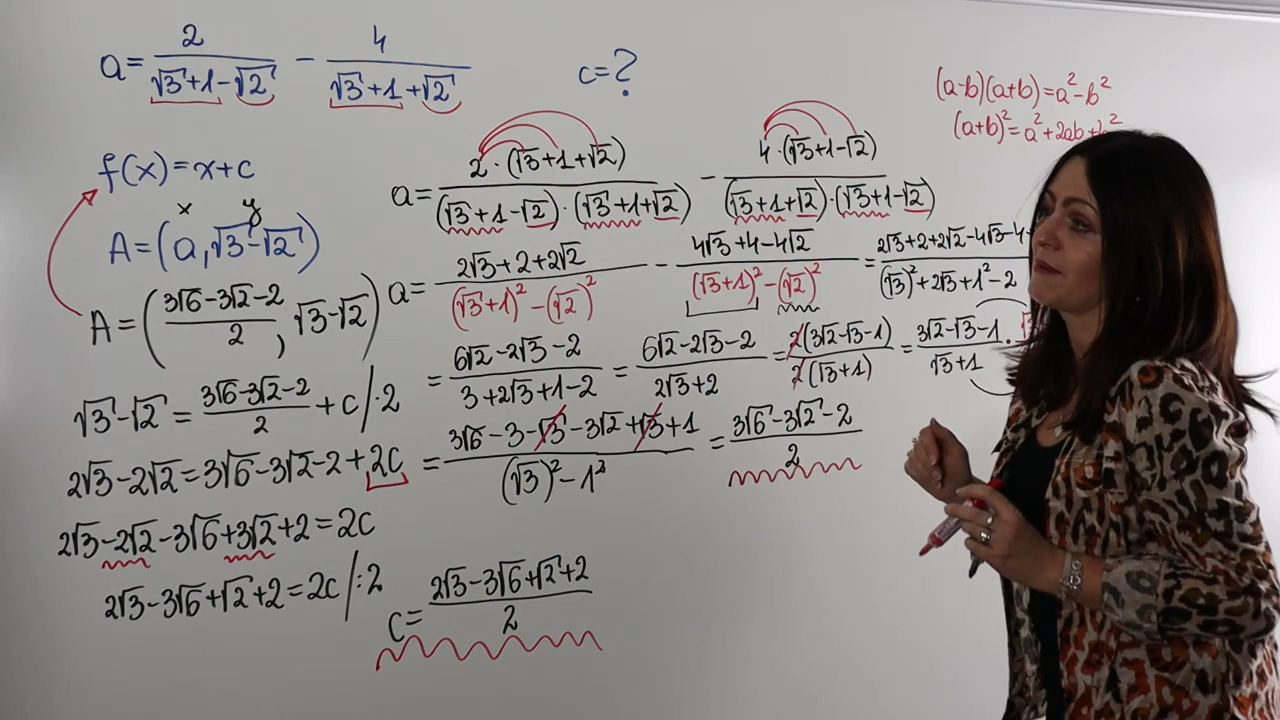 a = 2/(√3+1−√2) − 4/(√3+1+√2)
c = ?
(a−b)(a+b) = a² − b²
(a+b)² = a² + 2ab + b²
f(x) = x + c
x y
A = (a, √3−√2)
A = ((3√6−3√2−2)/2, √3−√2)
√3−√2 = (3√6−3√2−2)/2 + c /·2
2√3−2√2 = 3√6−3√2−2+2c
2√3−2√2−3√6+3√2+2 = 2c
2√3−3√6+√2+2 = 2c /:2
c = (2√3−3√6+√2+2)/2
a = 2·(√3+1+√2)/((√3+1−√2)·(√3+1+√2)) − 4·(√3+1−√2)/((√3+1+√2)·(√3+1−√2))
a = (2√3+2+2√2)/((√3+1)²−(√2)²) − (4√3+4−4√2)/((√3+1)²−(√2)²) = (2√3+2+2√2−4√3−4+)/((√3)²+2√3+1²−2)
= (6√2−2√3−2)/(3+2√3+1−2) = (6√2−2√3−2)/(2√3+2) = 2(3√2−√3−1)/(2(√3+1)) = (3√2−√3−1)/(√3+1) ·
= (3√6−3−√3−3√2+√3+1)/((√3)²−1²) = (3√6−3√2−2)/2